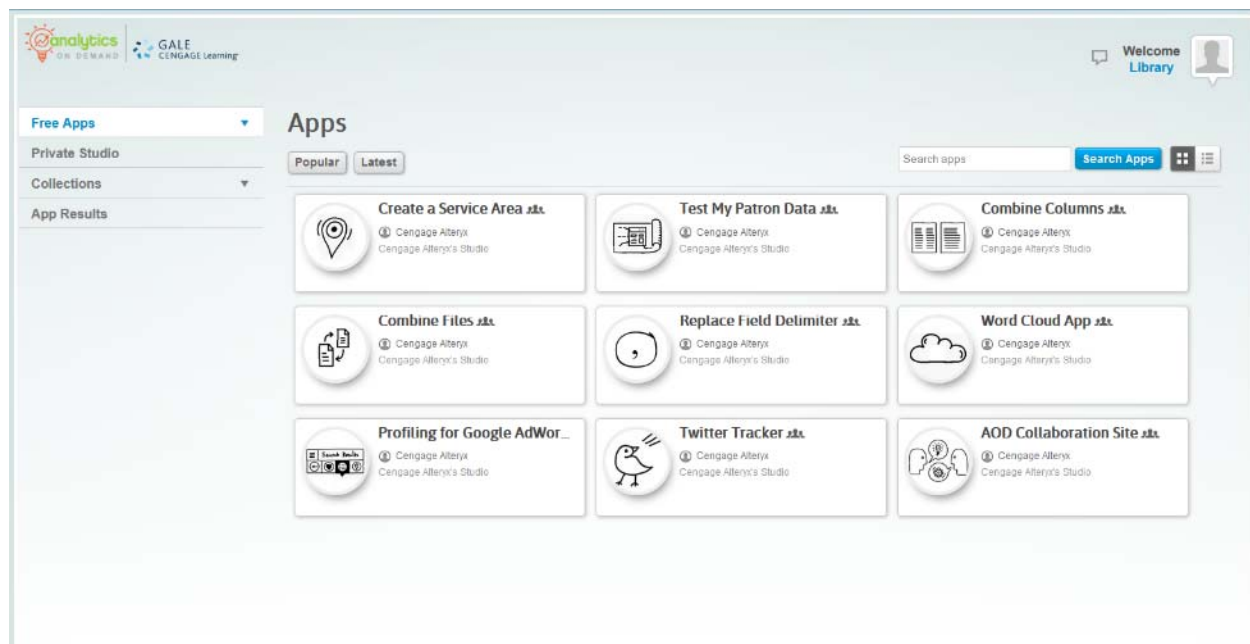 analytics
ON DEMAND
GALE
CENGAGE Learning
Welcome
Library
Free Apps
Private Studio
Collections
App Results
Apps
Popular Latest
Search apps
Search Apps
Create a Service Area
Cengage Alteryx
Cengage Alteryx's Studio
Test My Patron Data
Cengage Alteryx
Cengage Alteryx's Studio
Combine Columns
Cengage Alteryx
Cengage Alteryx's Studio
Combine Files
Cengage Alteryx
Cengage Alteryx's Studio
Replace Field Delimiter
Cengage Alteryx
Cengage Alteryx's Studio
Word Cloud App
Cengage Alteryx
Cengage Alteryx's Studio
Search Results
Profiling for Google AdWor...
Cengage Alteryx
Cengage Alteryx's Studio
Twitter Tracker
Cengage Alteryx
Cengage Alteryx's Studio
AOD Collaboration Site
Cengage Alteryx
Cengage Alteryx's Studio